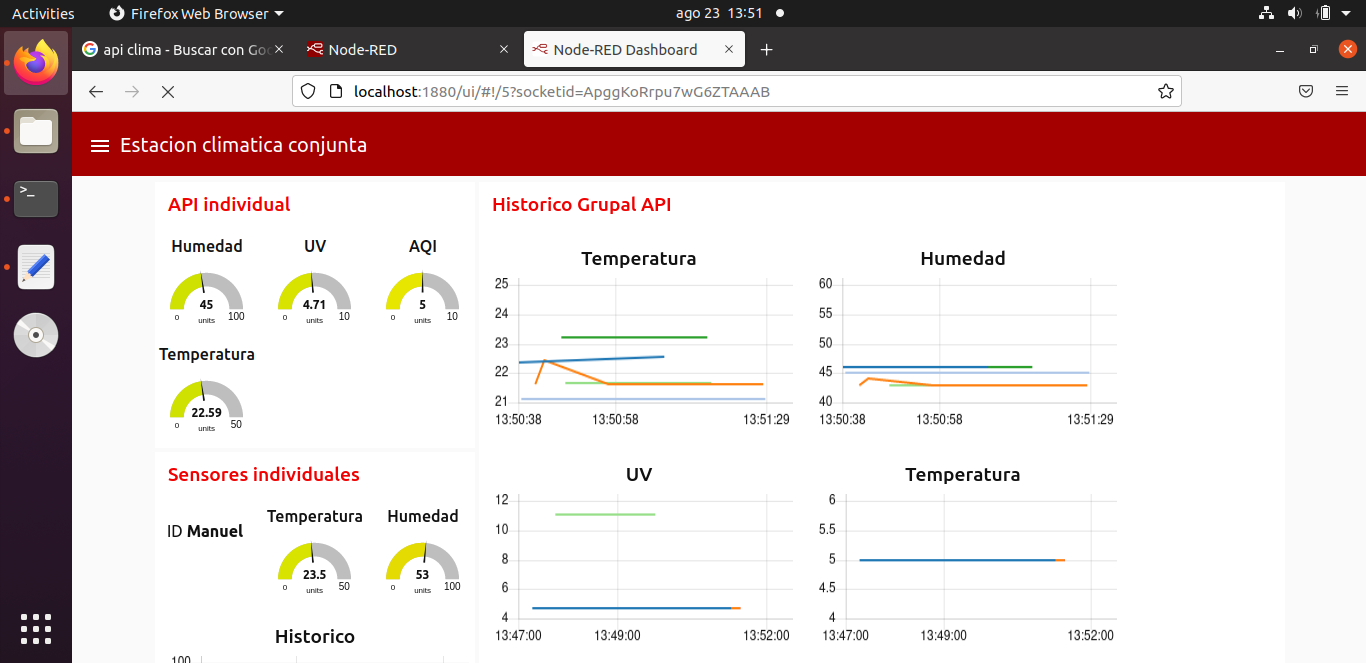 Activities
Firefox Web Browser
ago 23 13:51
api clima - Buscar con Goo
Node-RED
Node-RED Dashboard
localhost:1880/ui/#!/5?socketid=ApggKoRrpu7wG6ZTAAAB
Estacion climatica conjunta
API individual
Humedad
UV
AQI
45
4.71
5
0
units
100
0
units
10
0
units
10
Temperatura
22.59
0
units
50
Sensores individuales
ID Manuel
Temperatura
Humedad
23.5
53
0
units
50
0
units
100
Historico
100
Historico Grupal API
Temperatura
25
24
23
22
21
13:50:38
13:50:58
13:51:29
Humedad
60
55
50
45
40
13:50:38
13:50:58
13:51:29
UV
12
10
8
6
4
13:47:00
13:49:00
13:52:00
Temperatura
6
5.5
5
4.5
4
13:47:00
13:49:00
13:52:00